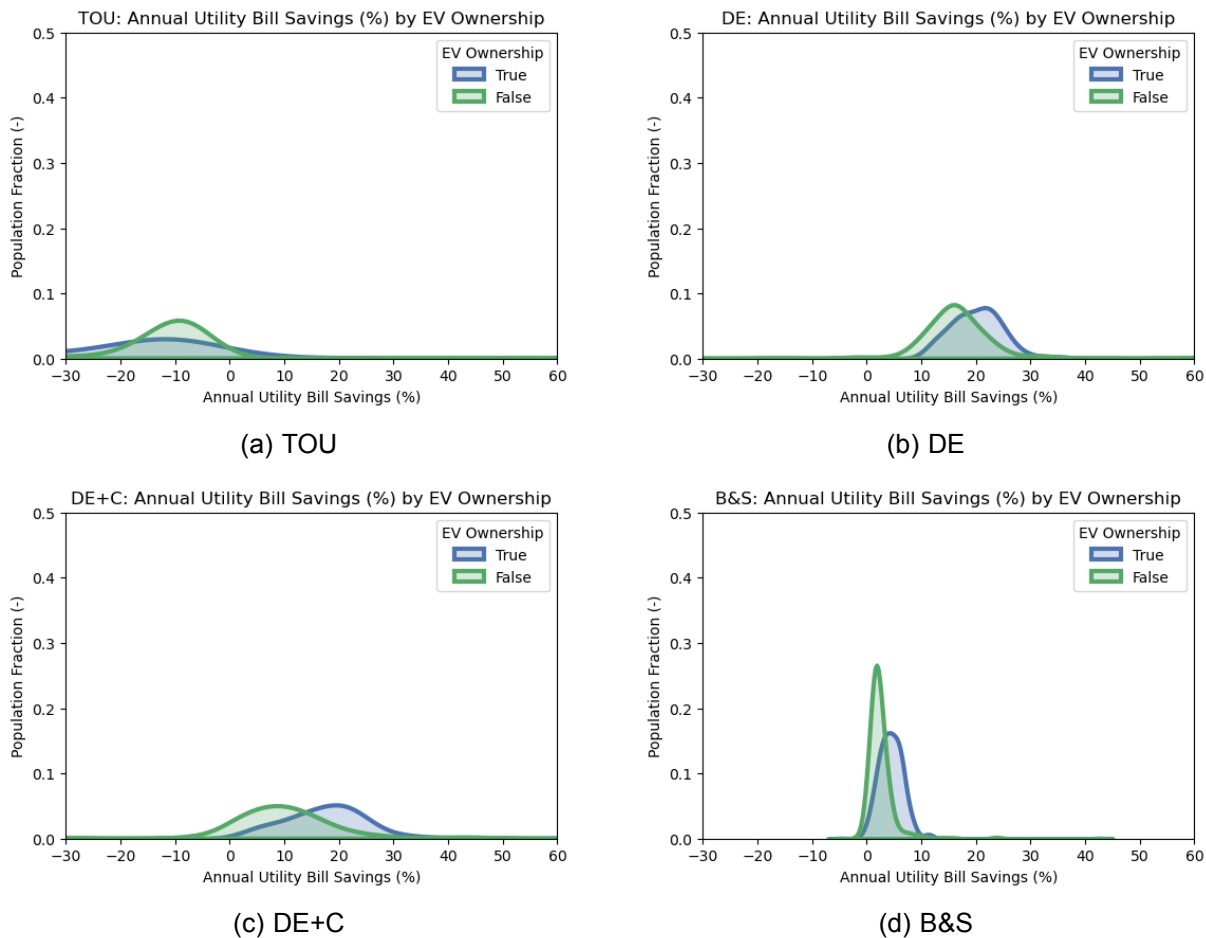 TOU: Annual Utility Bill Savings (%) by EV Ownership
0.5
0.4
0.3
0.2
0.1
0.0
Population Fraction (-)
EV Ownership
True
False
−30 −20 −10 0 10 20 30 40 50 60
Annual Utility Bill Savings (%)
(a) TOU
DE: Annual Utility Bill Savings (%) by EV Ownership
0.5
0.4
0.3
0.2
0.1
0.0
Population Fraction (-)
EV Ownership
True
False
−30 −20 −10 0 10 20 30 40 50 60
Annual Utility Bill Savings (%)
(b) DE
DE+C: Annual Utility Bill Savings (%) by EV Ownership
0.5
0.4
0.3
0.2
0.1
0.0
Population Fraction (-)
EV Ownership
True
False
−30 −20 −10 0 10 20 30 40 50 60
Annual Utility Bill Savings (%)
(c) DE+C
B&S: Annual Utility Bill Savings (%) by EV Ownership
0.5
0.4
0.3
0.2
0.1
0.0
Population Fraction (-)
EV Ownership
True
False
−30 −20 −10 0 10 20 30 40 50 60
Annual Utility Bill Savings (%)
(d) B&S